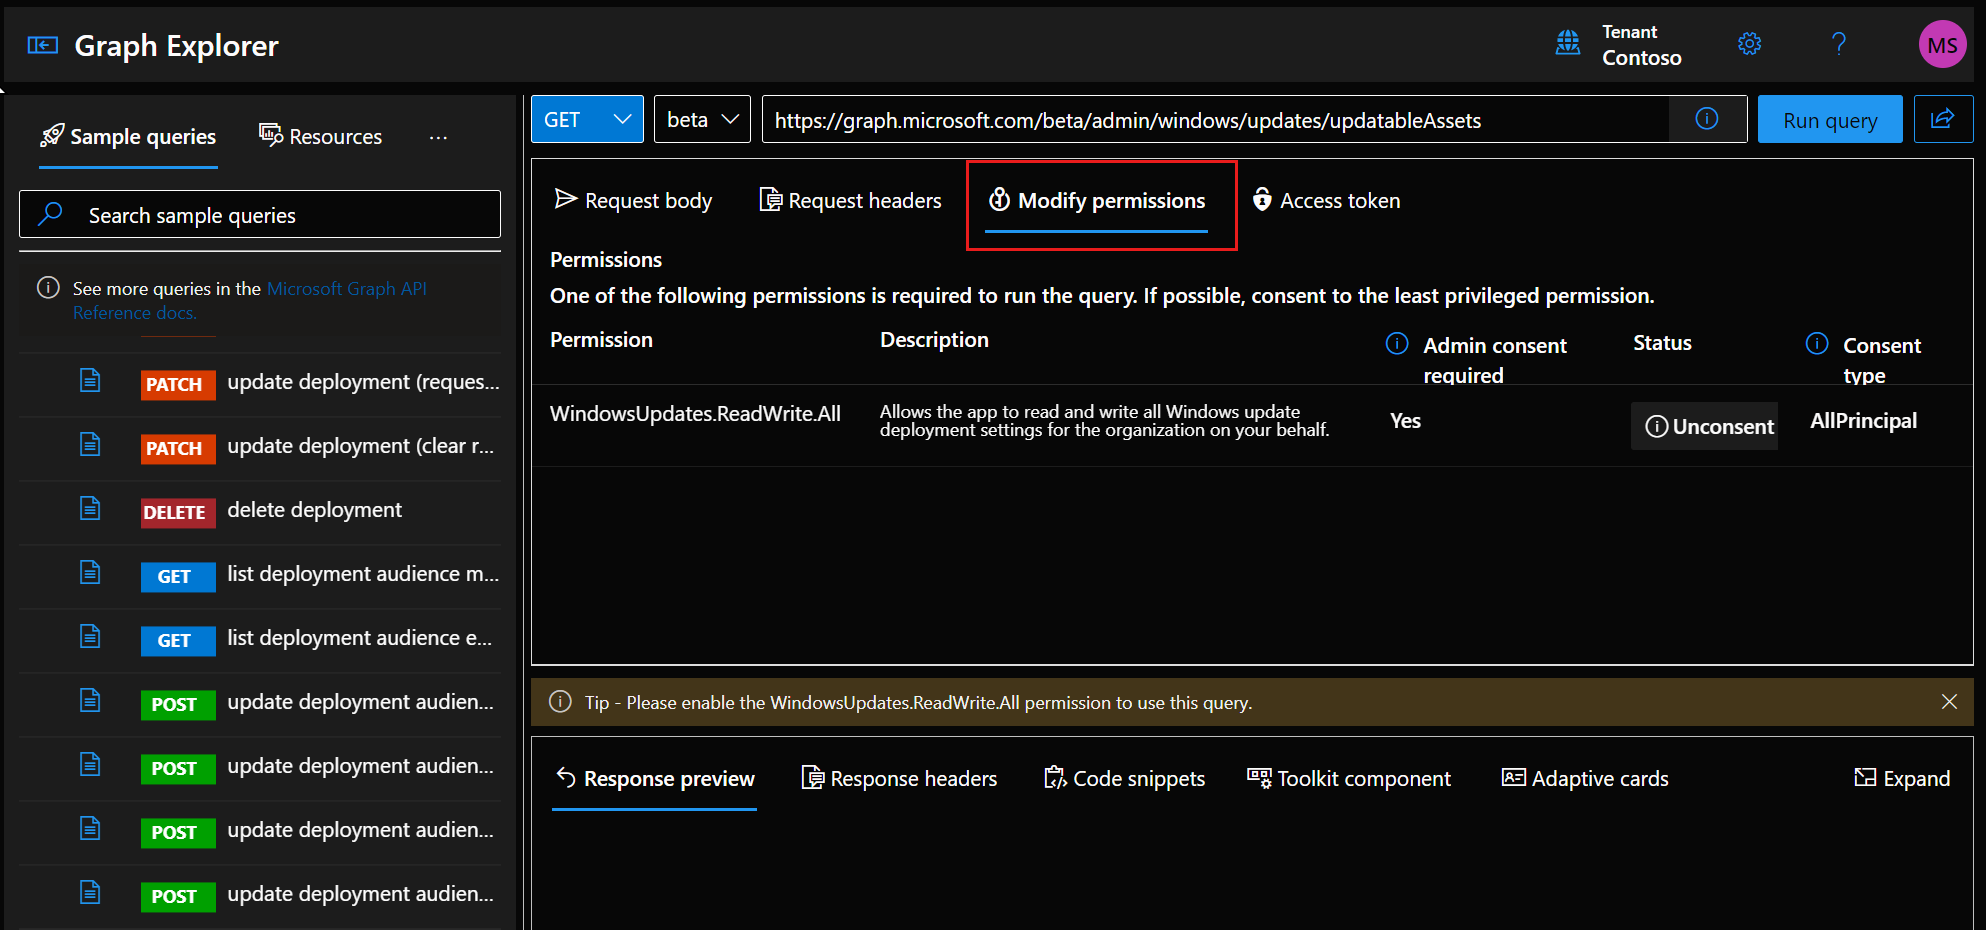 Graph Explorer
Tenant
Contoso
MS
Sample queries
Resources
...
Search sample queries
See more queries in the Microsoft Graph API
Reference docs.
PATCH update deployment (reques...
PATCH update deployment (clear r...
DELETE delete deployment
GET list deployment audience m...
GET list deployment audience e...
POST update deployment audien...
POST update deployment audien...
POST update deployment audien...
POST update deployment audien...
GET
beta
https://graph.microsoft.com/beta/admin/windows/updates/updatableAssets
Run query
Request body
Request headers
Modify permissions
Access token
Permissions
One of the following permissions is required to run the query. If possible, consent to the least privileged permission.
Permission
Description
Admin consent
required
Status
Consent
type
WindowsUpdates.ReadWrite.All
Allows the app to read and write all Windows update
deployment settings for the organization on your behalf.
Yes
Unconsent
AllPrincipal
Tip - Please enable the WindowsUpdates.ReadWrite.All permission to use this query.
Response preview
Response headers
Code snippets
Toolkit component
Adaptive cards
Expand